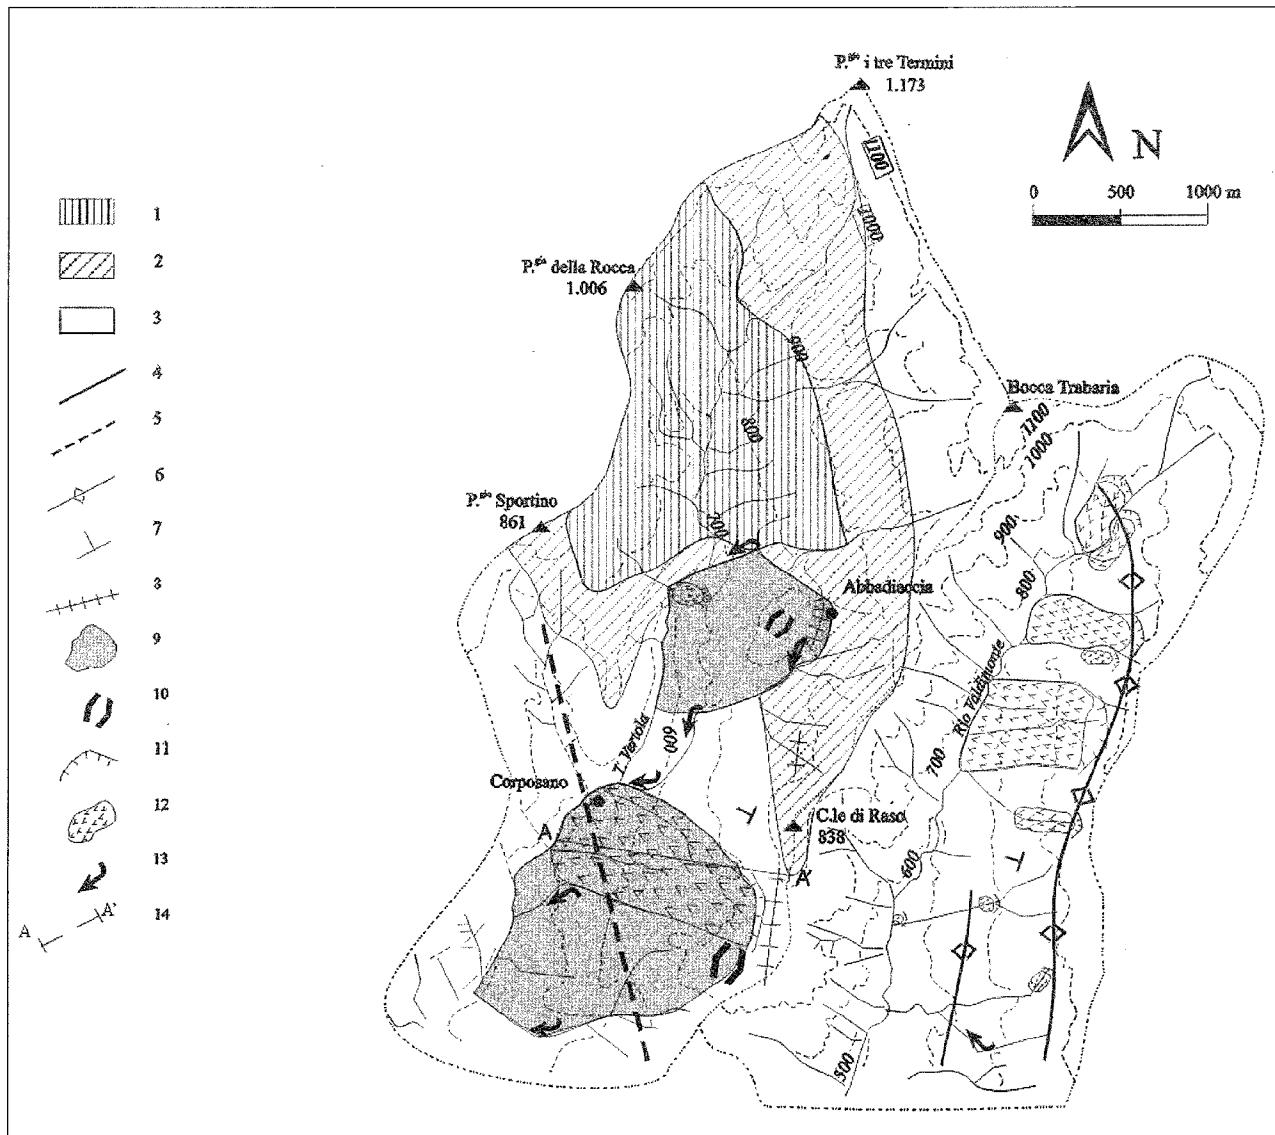 P.gio i tre Termini
1.173
N
0 500 1000 m
1100
1000
1
2
3
4
5
6
7
8
9
10
11
12
13
A A' 14
P.gio della Rocca
1.006
900
800
700
Bocca Trabaria
1100
1000
900
800
P.gio Sportino
861
Abbadiaccia
Rio Valdimonte
T. Vertola
600
700
Corposano
A
C.le di Raso
838
A'
600
500